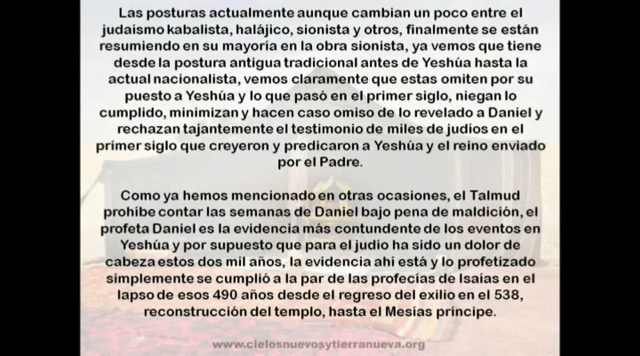 Las posturas actualmente aunque cambian un poco entre el
judaísmo kabalista, halájico, sionista y otros, finalmente se están
resumiendo en su mayoría en la obra sionista, ya vemos que tiene
desde la postura antigua tradicional antes de Yeshúa hasta la
actual nacionalista, vemos claramente que estas omiten por su
puesto a Yeshúa y lo que pasó en el primer siglo, niegan lo
cumplido, minimizan y hacen caso omiso de lo revelado a Daniel y
rechazan tajantemente el testimonio de miles de judios en el
primer siglo que creyeron y predicaron a Yeshúa y el reino enviado
por el Padre.
Como ya hemos mencionado en otras ocasiones, el Talmud
prohíbe contar las semanas de Daniel bajo pena de maldición, el
profeta Daniel es la evidencia más contundente de los eventos en
Yeshúa y por supuesto que para el judio ha sido un dolor de
cabeza estos dos mil años, la evidencia ahí está y lo profetizado
simplemente se cumplió a la par de las profecías de Isaías en el
lapso de esos 490 años desde el regreso del exilio en el 538,
reconstrucción del templo, hasta el Mesías príncipe.
www.cielosnuevosytierranueva.org